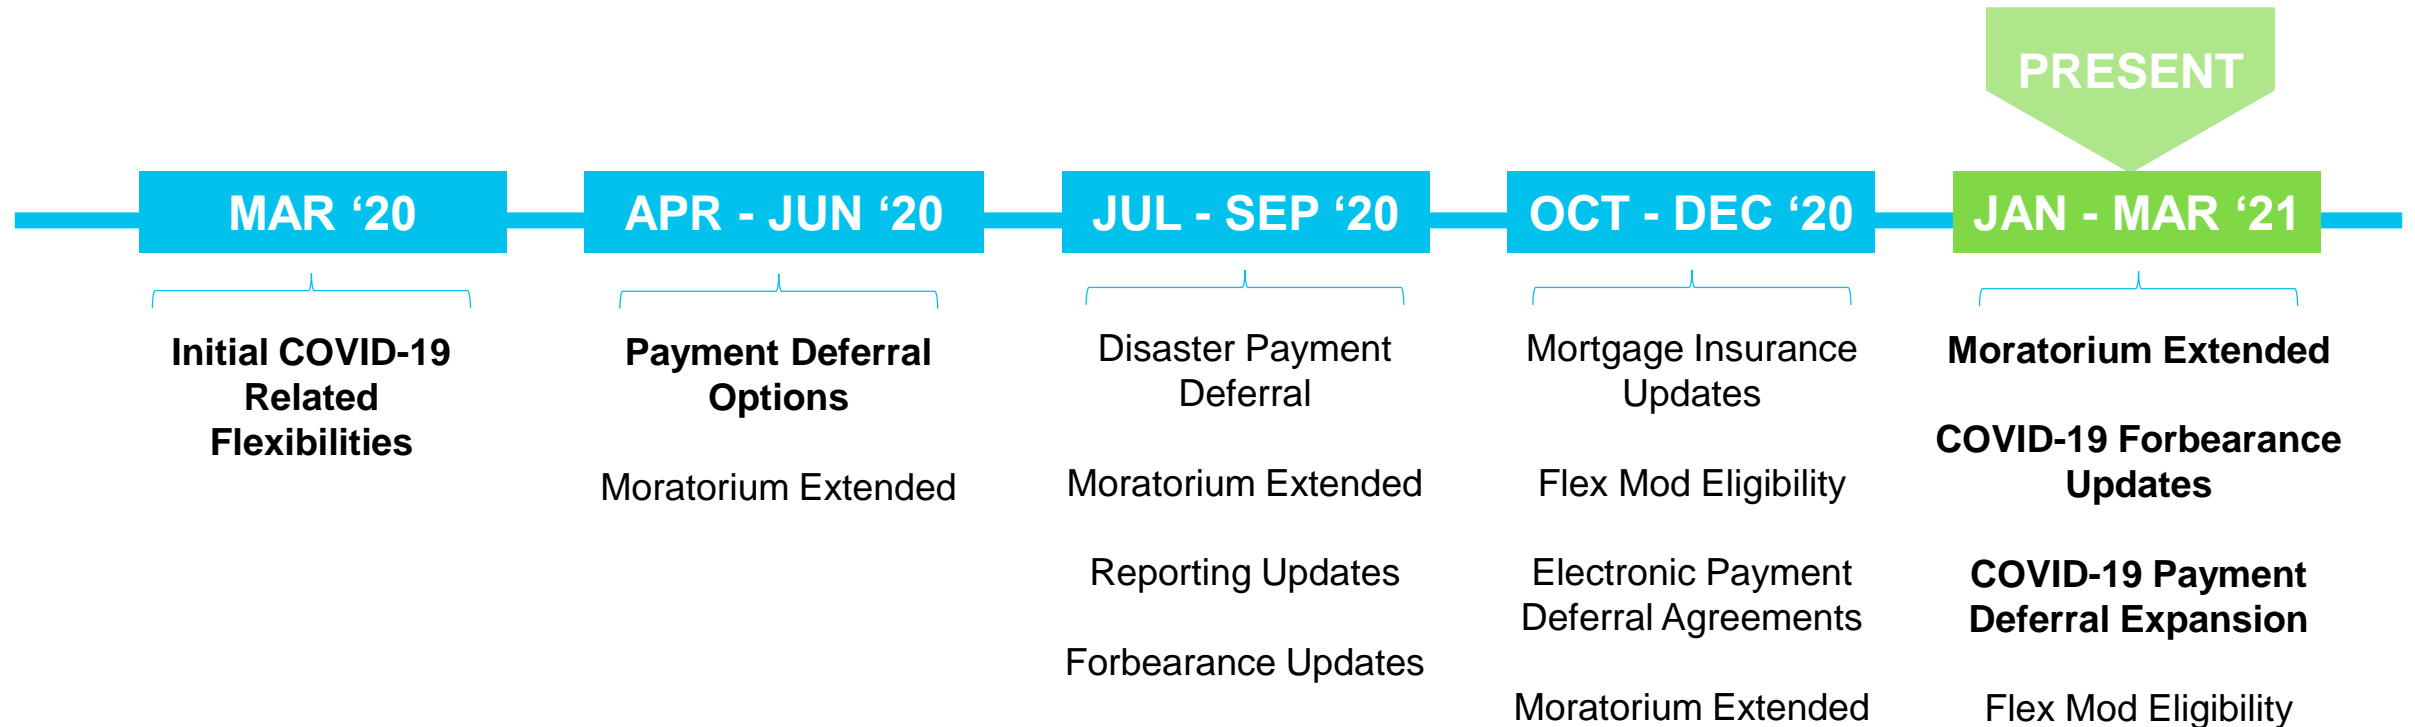 PRESENT
MAR ‘20
APR - JUN ‘20
JUL - SEP ‘20
OCT - DEC ‘20
JAN - MAR ‘21
Initial COVID-19
Related
Flexibilities
Payment Deferral
Options
Moratorium Extended
Disaster Payment
Deferral
Moratorium Extended
Reporting Updates
Forbearance Updates
Mortgage Insurance
Updates
Flex Mod Eligibility
Electronic Payment
Deferral Agreements
Moratorium Extended
Moratorium Extended
COVID-19 Forbearance
Updates
COVID-19 Payment
Deferral Expansion
Flex Mod Eligibility